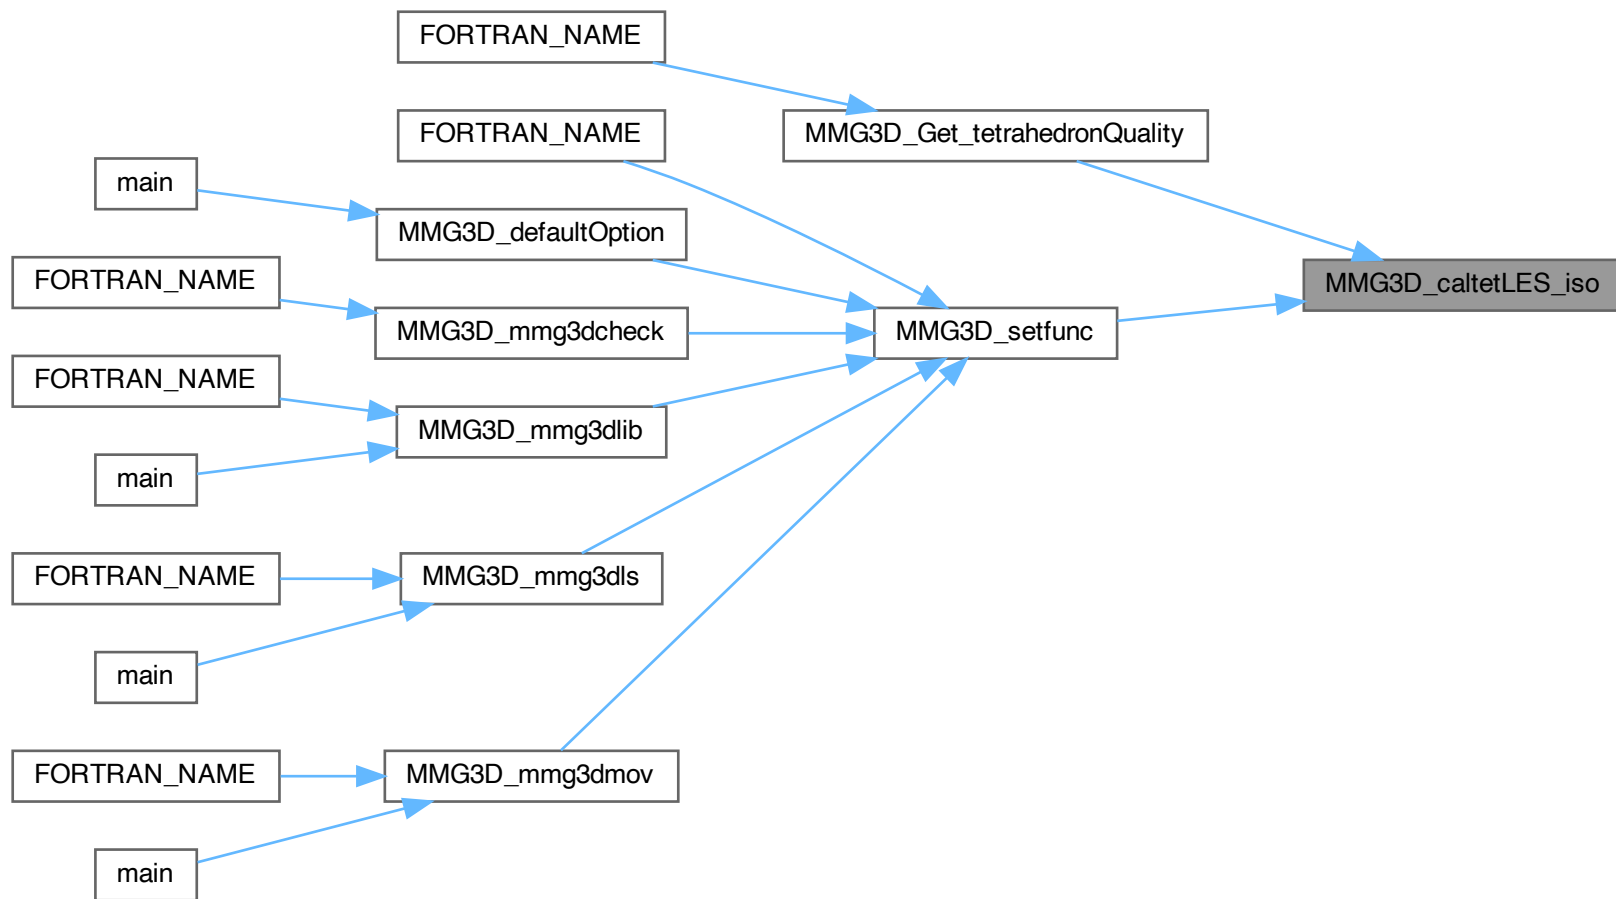 FORTRAN_NAME
FORTRAN_NAME
MMG3D_Get_tetrahedronQuality
main
MMG3D_defaultOption
FORTRAN_NAME
MMG3D_caltetLES_iso
MMG3D_mmg3dcheck
MMG3D_setfunc
FORTRAN_NAME
MMG3D_mmg3dlib
main
FORTRAN_NAME
MMG3D_mmg3dls
main
FORTRAN_NAME
MMG3D_mmg3dmov
main